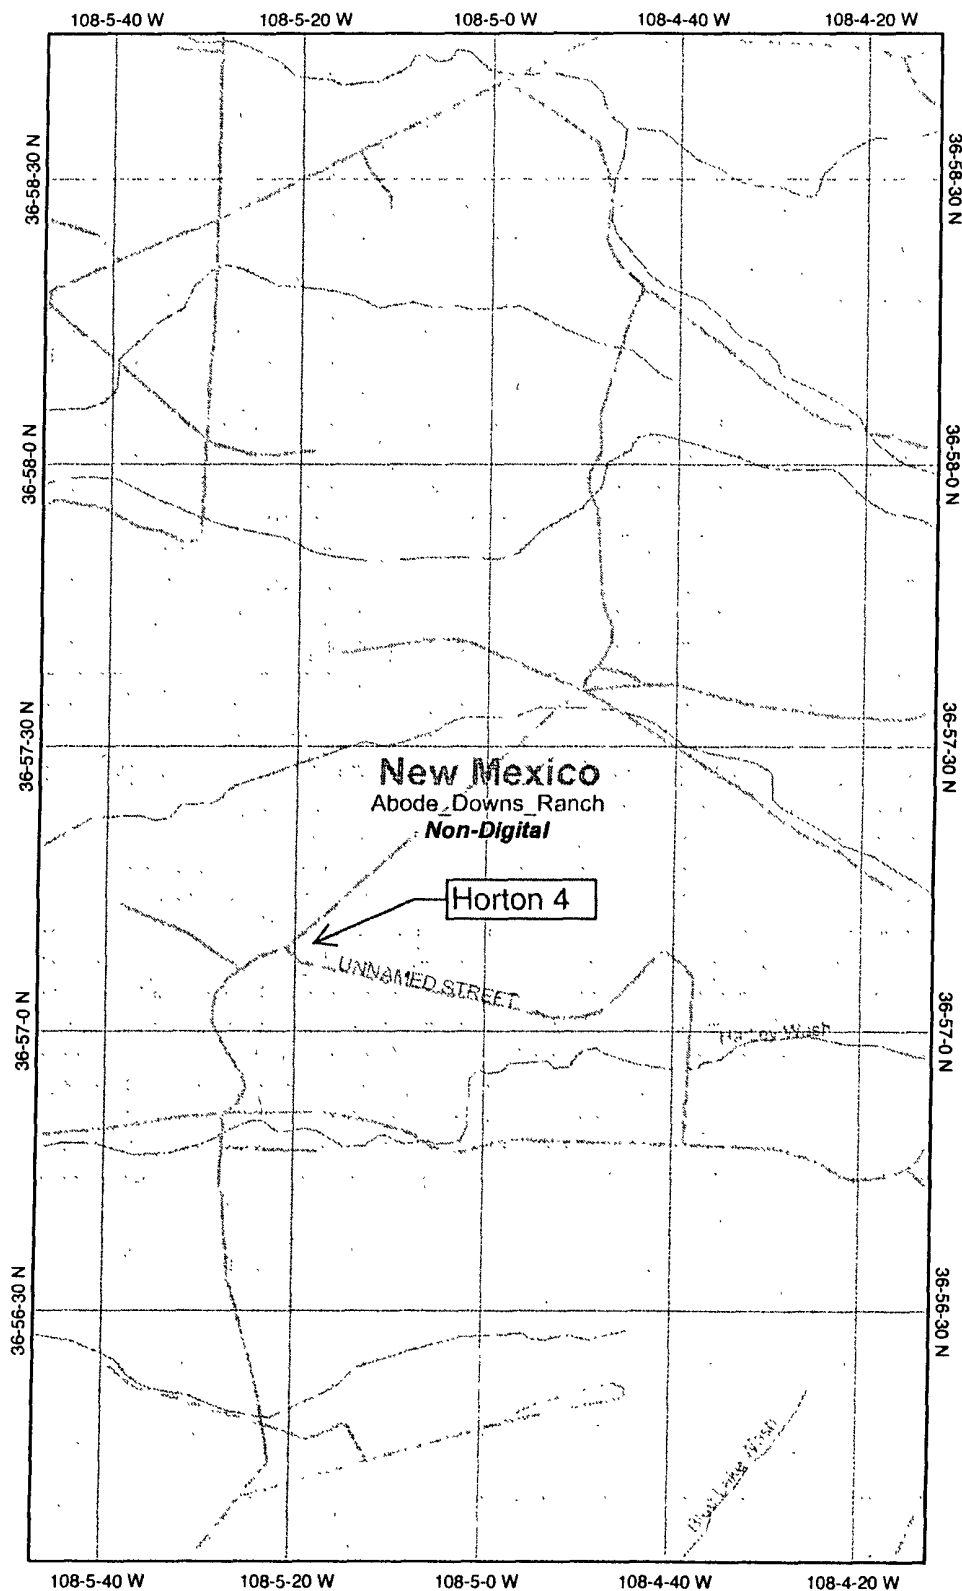 108-5-40 W 108-5-20 W 108-5-0 W 108-4-40 W 108-4-20 W
36-58-30 N 36-58-30 N
36-58-0 N 36-58-0 N
36-57-30 N 36-57-30 N
New Mexico
Abode_Downs_Ranch
Non-Digital
Horton 4
UNNAMED STREET
36-57-0 N Wash 36-57-0 N
36-56-30 N 36-56-30 N
Lake Wash
108-5-40 W 108-5-20 W 108-5-0 W 108-4-40 W 108-4-20 W